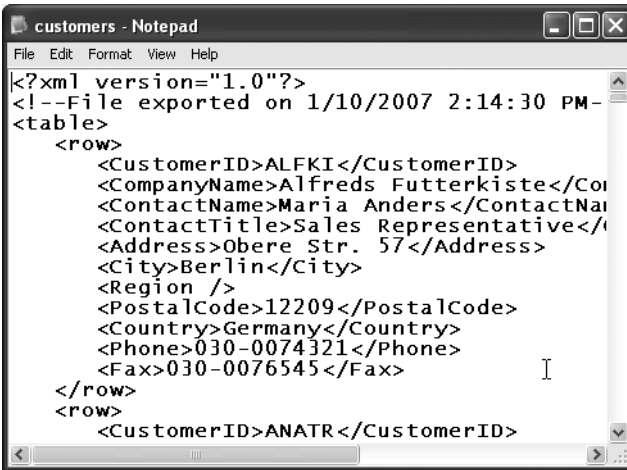 customers - Notepad
File Edit Format View Help
<?xml version="1.0"?>
<!--File exported on 1/10/2007 2:14:30 PM-
<table>
<row>
<CustomerID>ALFKI</CustomerID>
<CompanyName>Alfreds Futterkiste</Co
<ContactName>Maria Anders</ContactNa
<ContactTitle>Sales Representative</
<Address>Obere Str. 57</Address>
<City>Berlin</City>
<Region />
<PostalCode>12209</PostalCode>
<Country>Germany</Country>
<Phone>030-0074321</Phone>
<Fax>030-0076545</Fax>
</row>
<row>
<CustomerID>ANATR</CustomerID>